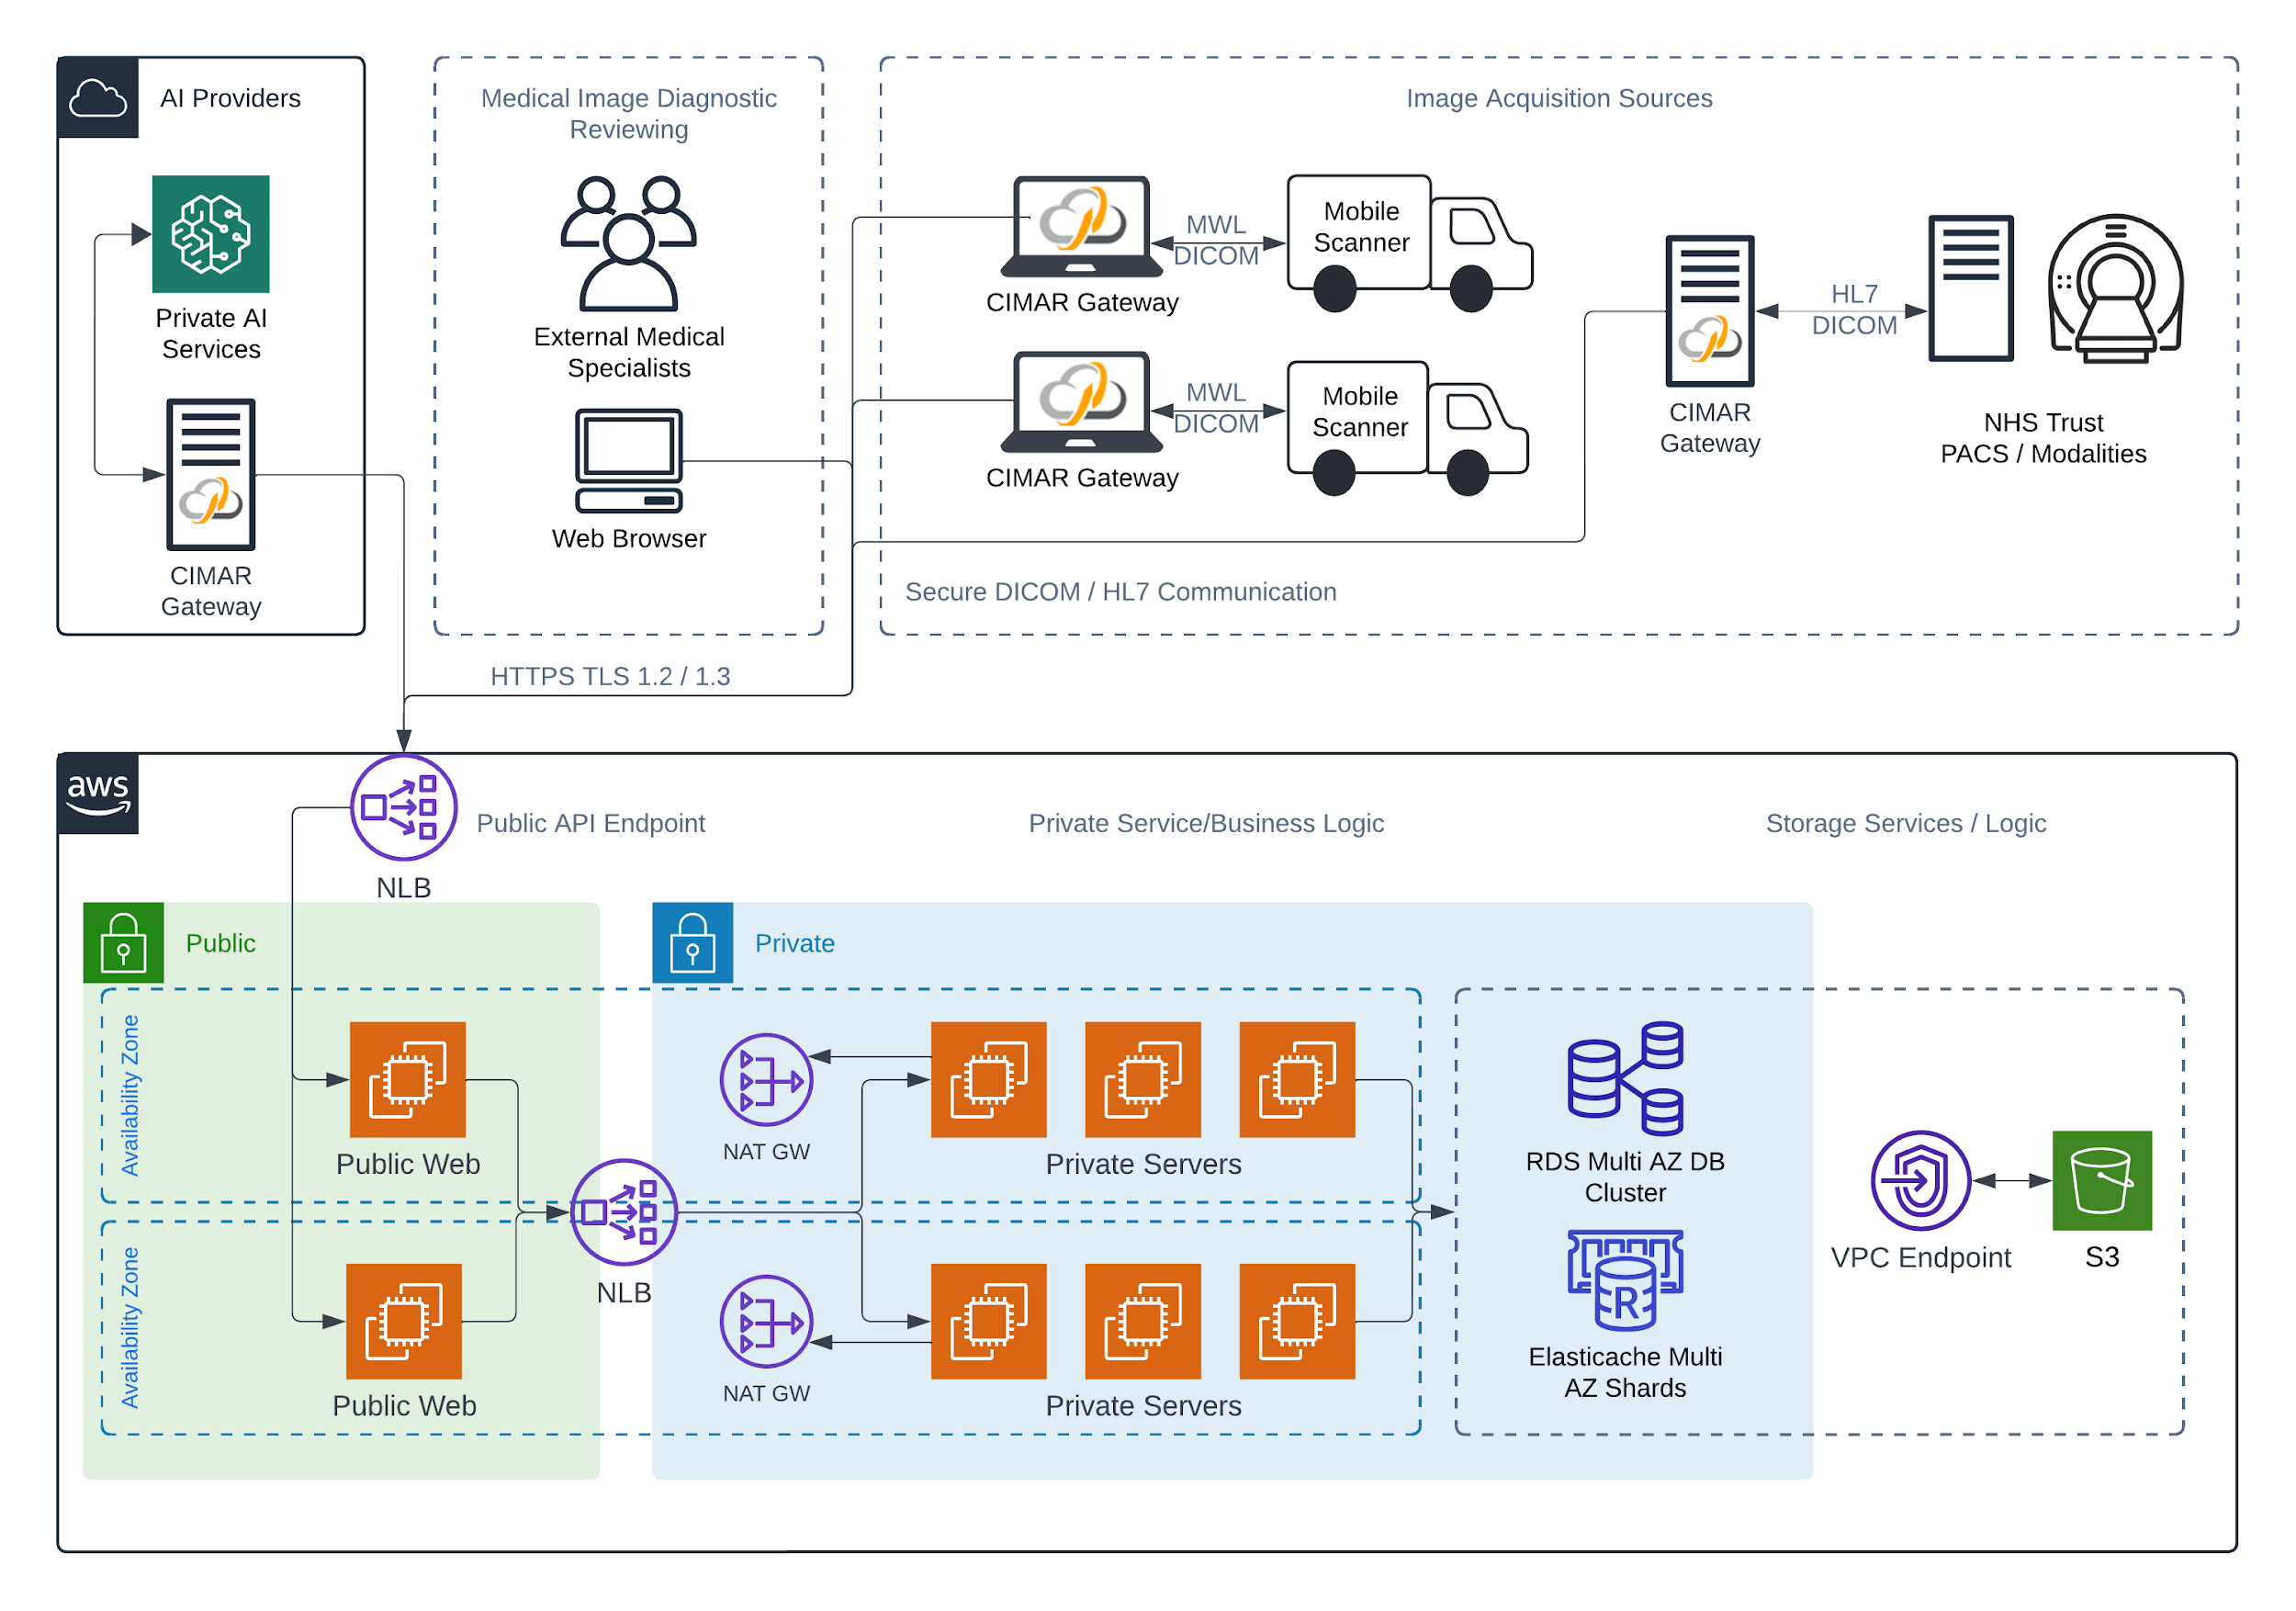 AI Providers
Private AI
Services
CIMAR
Gateway
Medical Image Diagnostic
Reviewing
External Medical
Specialists
Web Browser
Image Acquisition Sources
CIMAR Gateway
MWL
DICOM
Mobile
Scanner
CIMAR Gateway
MWL
DICOM
Mobile
Scanner
CIMAR
Gateway
HL7
DICOM
NHS Trust
PACS / Modalities
Secure DICOM / HL7 Communication
HTTPS TLS 1.2 / 1.3
aws
NLB
Public API Endpoint
Private Service/Business Logic
Storage Services / Logic
Public
Private
Availability Zone
Public Web
NAT GW
Private Servers
NLB
Availability Zone
Public Web
NAT GW
Private Servers
RDS Multi AZ DB
Cluster
R
Elasticache Multi
AZ Shards
VPC Endpoint
S3